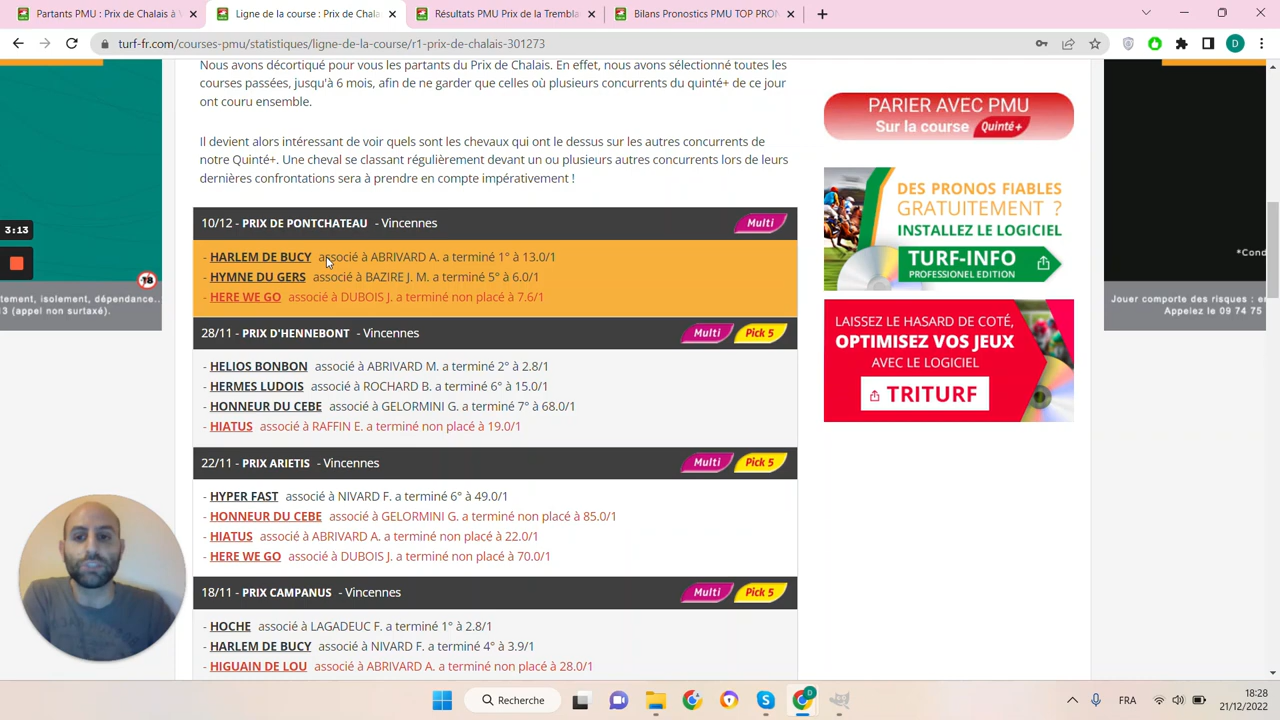 Partants PMU : Prix de Chalais à V
Ligne de la course : Prix de Chala
Résultats PMU Prix de la Trembla
Bilans Pronostics PMU TOP PRON
turf-fr.com/courses-pmu/statistiques/ligne-de-la-course/r1-prix-de-chalais-301273
D
Nous avons décortiqué pour vous les partants du Prix de Chalais. En effet, nous avons sélectionné toutes les
courses passées, jusqu'à 6 mois, afin de ne garder que celles où plusieurs concurrents du quinté+ de ce jour
ont couru ensemble.
Il devient alors intéressant de voir quels sont les chevaux qui ont le dessus sur les autres concurrents de
notre Quinté+. Une cheval se classant régulièrement devant un ou plusieurs autres concurrents lors de leurs
dernières confrontations sera à prendre en compte impérativement !
10/12 - PRIX DE PONTCHATEAU - Vincennes
Multi
- HARLEM DE BUCY associé à ABRIVARD A. a terminé 1° à 13.0/1
- HYMNE DU GERS associé à BAZIRE J. M. a terminé 5° à 6.0/1
- HERE WE GO associé à DUBOIS J. a terminé non placé à 7.6/1
28/11 - PRIX D'HENNEBONT - Vincennes
Multi Pick 5
- HELIOS BONBON associé à ABRIVARD M. a terminé 2° à 2.8/1
- HERMES LUDOIS associé à ROCHARD B. a terminé 6° à 15.0/1
- HONNEUR DU CEBE associé à GELORMINI G. a terminé 7° à 68.0/1
- HIATUS associé à RAFFIN E. a terminé non placé à 19.0/1
22/11 - PRIX ARIETIS - Vincennes
Multi Pick 5
- HYPER FAST associé à NIVARD F. a terminé 6° à 49.0/1
- HONNEUR DU CEBE associé à GELORMINI G. a terminé non placé à 85.0/1
- HIATUS associé à ABRIVARD A. a terminé non placé à 22.0/1
- HERE WE GO associé à DUBOIS J. a terminé non placé à 70.0/1
18/11 - PRIX CAMPANUS - Vincennes
Multi Pick 5
- HOCHE associé à LAGADEUC F. a terminé 1° à 2.8/1
- HARLEM DE BUCY associé à NIVARD F. a terminé 4° à 3.9/1
- HIGUAIN DE LOU associé à ABRIVARD A. a terminé non placé à 28.0/1
PARIER AVEC PMU
Sur la course Quinté+
DES PRONOS FIABLES
GRATUITEMENT ?
INSTALLEZ LE LOGICIEL
TURF-INFO
PROFESSIONEL EDITION
LAISSEZ LE HASARD DE COTÉ,
OPTIMISEZ VOS JEUX
AVEC LE LOGICIEL
TRITURF
3:13
18
tement, isolement, dépendance..
13 (appel non surtaxé).
*Cond
Jouer comporte des risques : en
Appelez le 09 74 75
Recherche
D
FRA
18:28
21/12/2022